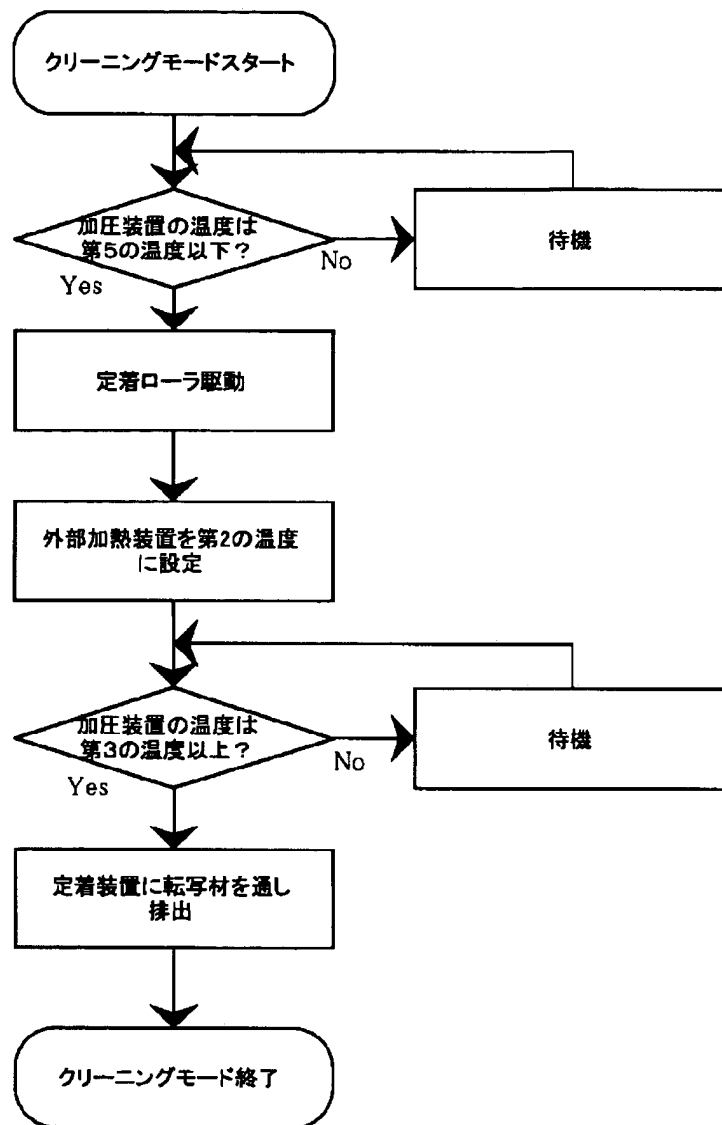 クリーニングモードスタート
加圧装置の温度は
第5の温度以下？
No
待機
Yes
定着ローラ駆動
外部加熱装置を第2の温度
に設定
加圧装置の温度は
第3の温度以上？
No
待機
Yes
定着装置に転写材を通し
排出
クリーニングモード終了